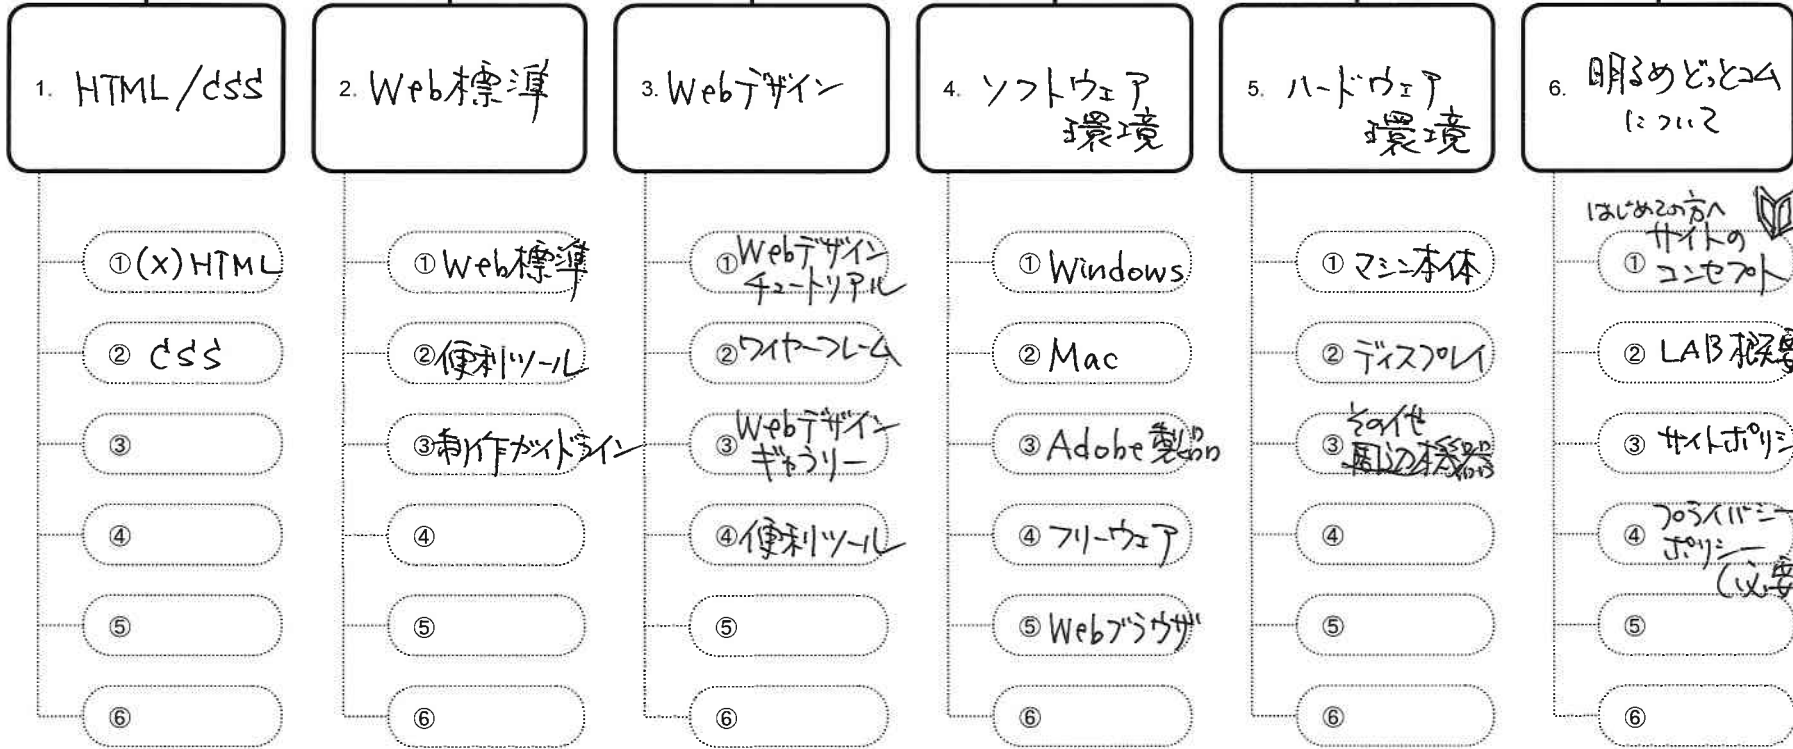 1. HTML/CSS
① (X)HTML
② CSS
③
④
⑤
⑥
2. Web標準
① Web標準
② 便利ツール
③ 制作ガイドライン
④
⑤
⑥
3. Webデザイン
① Webデザイン
チュートリアル
② ワイヤーフレーム
③ Webデザイン
ギャラリー
④ 便利ツール
⑤
⑥
4. ソフトウェア
環境
① Windows
② Mac
③ Adobe製品
④ フリーウェア
⑤ Webブラウザ
⑥
5. ハードウェア
環境
① マシン本体
② ディスプレイ
③ その他
周辺機器
④
⑤
⑥
6. 明るめどっとコム
について
はじめての方へ
① サイトの
コンセプト
② LAB概要
③ サイトポリシ
④ プライバシー
ポリシー
(必要
⑤
⑥